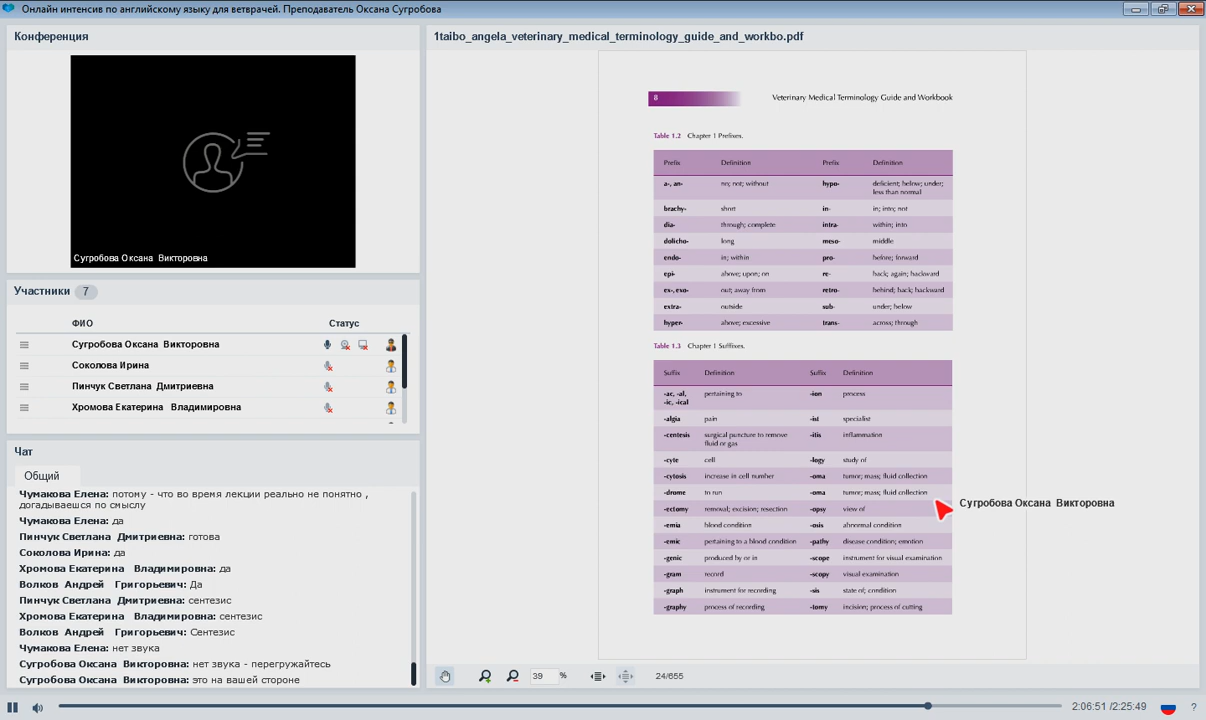 Онлайн интенсив по английскому языку для ветврачей. Преподаватель Оксана Сугробова
Конференция
Сугробова Оксана Викторовна
Участники 7
ФИО Статус
Сугробова Оксана Викторовна
Соколова Ирина
Пинчук Светлана Дмитриевна
Хромова Екатерина Владимировна
Чат
Общий
Чумакова Елена: потому - что во время лекции реально не понятно ,
догадываешся по смыслу
Чумакова Елена: да
Пинчук Светлана Дмитриевна: готова
Соколова Ирина: да
Хромова Екатерина Владимировна: да
Волков Андрей Григорьевич: Да
Пинчук Светлана Дмитриевна: сентезис
Хромова Екатерина Владимировна: сентезис
Волков Андрей Григорьевич: Сентезис
Чумакова Елена: нет звука
Сугробова Оксана Викторовна: нет звука - перегружайтесь
Сугробова Оксана Викторовна: это на вашей стороне
1taibo_angela_veterinary_medical_terminology_guide_and_workbo.pdf
8 Veterinary Medical Terminology Guide and Workbook
Table 1.2 Chapter 1 Prefixes.
Prefix Definition Prefix Definition
a-, an- no; not; without hypo- deficient; below; under;
less than normal
brachy- short in- in; into; not
dia- through; complete intra- within; into
dolicho- long meso- middle
endo- in; within pro- before; forward
epi- above; upon; on re- back; again; backward
ex-, exo- out; away from retro- behind; back; backward
extra- outside sub- under; below
hyper- above; excessive trans- across; through
Table 1.3 Chapter 1 Suffixes.
Suffix Definition Suffix Definition
-ac, -al, pertaining to -ion process
-ic, -ical
-algia pain -ist specialist
-centesis surgical puncture to remove -itis inflammation
fluid or gas
-cyte cell -logy study of
-cytosis increase in cell number -oma tumor; mass; fluid collection
-drome to run -oma tumor; mass; fluid collection
-ectomy removal; excision; resection -opsy view of
-emia blood condition -osis abnormal condition
-emic pertaining to a blood condition -pathy disease condition; emotion
-genic produced by or in -scope instrument for visual examination
-gram record -scopy visual examination
-graph instrument for recording -sis state of; condition
-graphy process of recording -tomy incision; process of cutting
Сугробова Оксана Викторовна
39 % 24/655
2:06:51 /2:25:49 ?